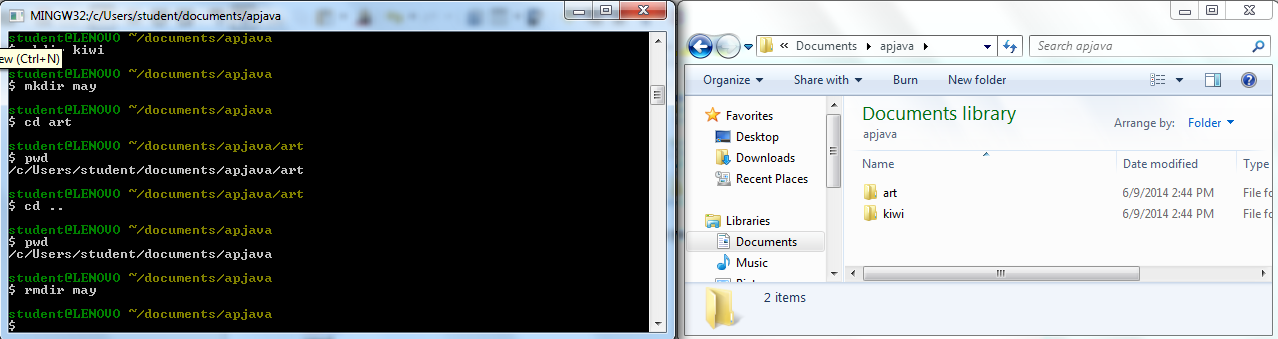 MINGW32:/c/Users/student/documents/apjava
student@LENOVO ~/documents/apjava
kiwi
ew (Ctrl+N)
student@LENOVO ~/documents/apjava
$ mkdir may
student@LENOVO ~/documents/apjava
$ cd art
student@LENOVO ~/documents/apjava/art
$ pwd
/c/Users/student/documents/apjava/art
student@LENOVO ~/documents/apjava/art
$ cd ..
student@LENOVO ~/documents/apjava
$ pwd
/c/Users/student/documents/apjava
student@LENOVO ~/documents/apjava
$ rmdir may
student@LENOVO ~/documents/apjava
$
« Documents apjava
Search apjava
Organize Share with Burn New folder
Favorites
Desktop
Downloads
Recent Places
Libraries
Documents
Music
Documents library
apjava
Arrange by: Folder
Name Date modified Type
art 6/9/2014 2:44 PM File fo
kiwi 6/9/2014 2:44 PM File fo
2 items